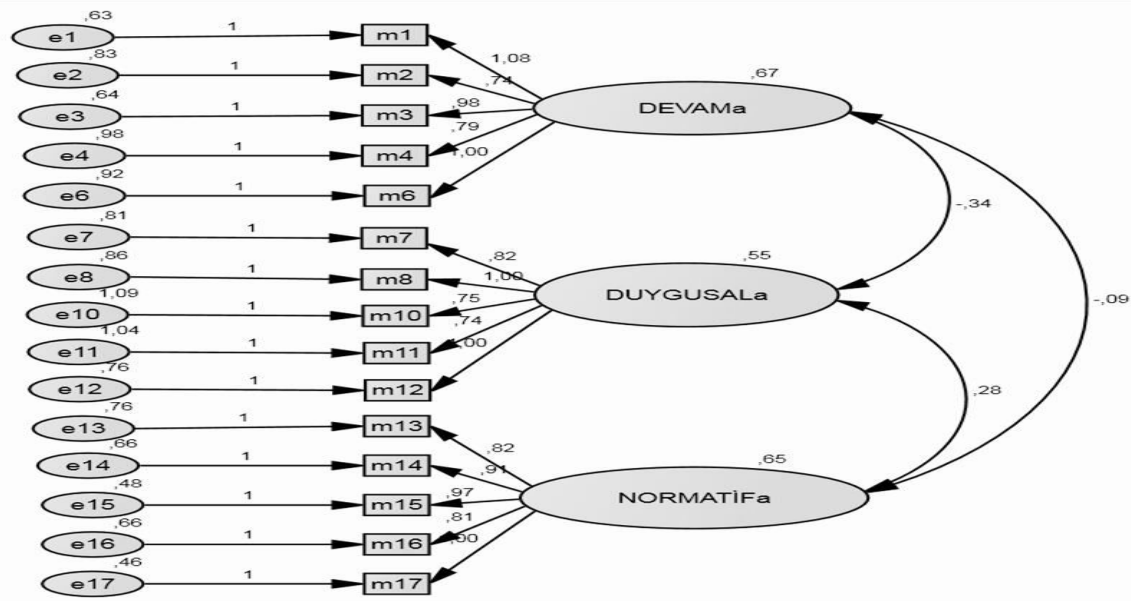 ,63
e1 1 m1
,83
e2 1 m2
,64
e3 1 m3
,98
e4 1 m4
,92
e6 1 m6
1,08
,74
,98
,79
1,00
,67
DEVAMa
,81
e7 1 m7
,86
e8 1 m8
1,09
e10 1 m10
1,04
e11 1 m11
,76
e12 1 m12
,82
1,00
,75
,74
1,00
,55
DUYGUSALa
,76
e13 1 m13
,66
e14 1 m14
,48
e15 1 m15
,66
e16 1 m16
,46
e17 1 m17
,82
,91
,97
,81
,65
NORMATİFa
-,34
,28
-,09